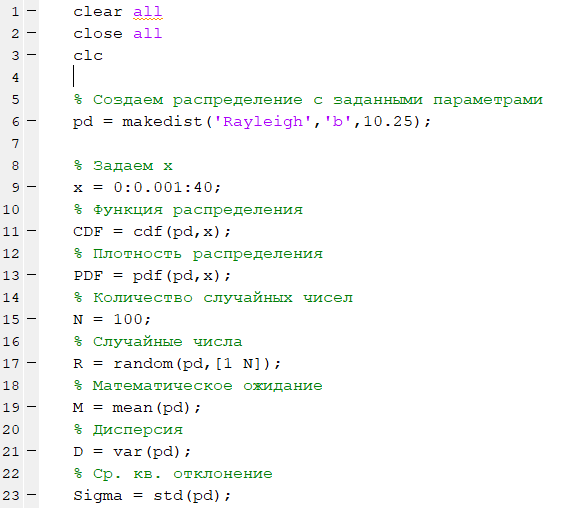 1 – clear all
2 – close all
3 – clc
4
5 % Создаем распределение с заданными параметрами
6 – pd = makedist('Rayleigh','b',10.25);
7
8 % Задаем x
9 – x = 0:0.001:40;
10 % Функция распределения
11 – CDF = cdf(pd,x);
12 % Плотность распределения
13 – PDF = pdf(pd,x);
14 % Количество случайных чисел
15 – N = 100;
16 % Случайные числа
17 – R = random(pd,[1 N]);
18 % Математическое ожидание
19 – M = mean(pd);
20 % Дисперсия
21 – D = var(pd);
22 % Ср. кв. отклонение
23 – Sigma = std(pd);